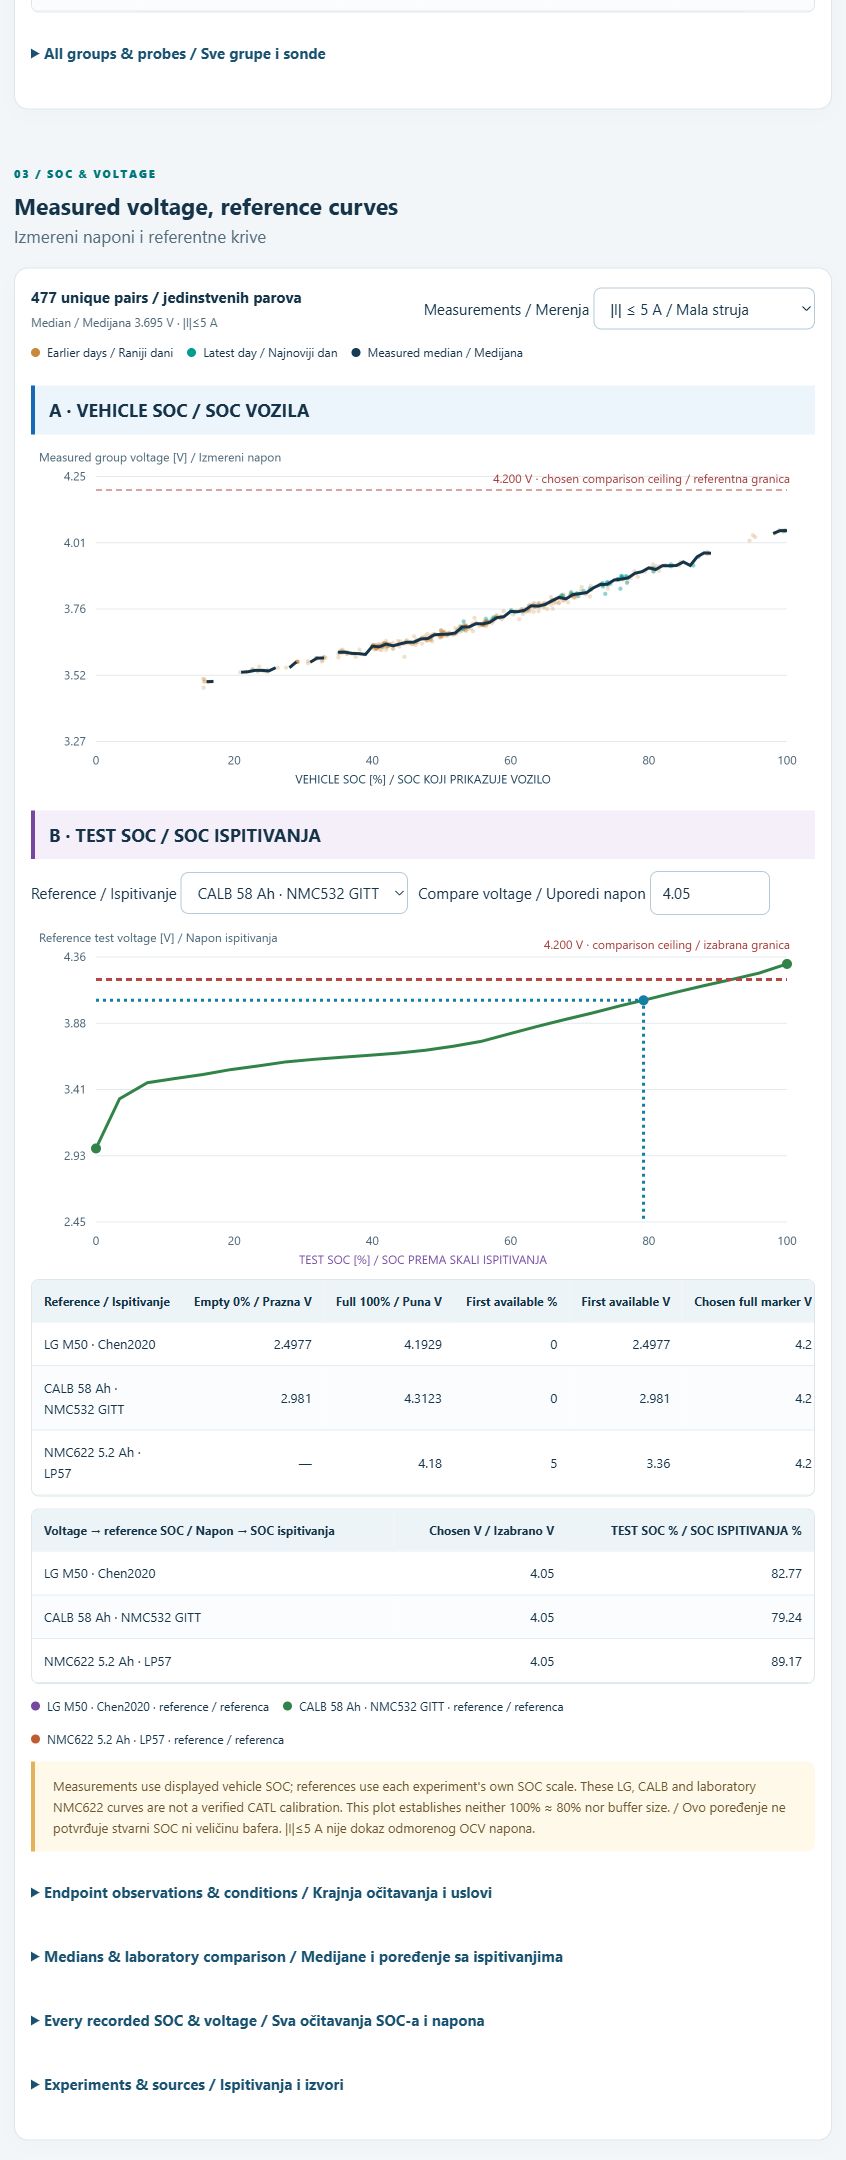 ▶ All groups & probes / Sve grupe i sonde
03 / SOC & VOLTAGE
Measured voltage, reference curves
Izmereni naponi i referentne krive
477 unique pairs / jedinstvenih parova
Median / Medijana 3.695 V · |I|≤5 A
Measurements / Merenja |I| ≤ 5 A / Mala struja
Earlier days / Raniji dani Latest day / Najnoviji dan Measured median / Medijana
A · VEHICLE SOC / SOC VOZILA
Measured group voltage [V] / Izmereni napon
4.25
4.200 V · chosen comparison ceiling / referentna granica
4.01
3.76
3.52
3.27
0 20 40 60 80 100
VEHICLE SOC [%] / SOC KOJI PRIKAZUJE VOZILO
B · TEST SOC / SOC ISPITIVANJA
Reference / Ispitivanje CALB 58 Ah · NMC532 GITT Compare voltage / Uporedi napon 4.05
Reference test voltage [V] / Napon ispitivanja
4.200 V · comparison ceiling / izabrana granica
4.36
3.88
3.41
2.93
2.45
0 20 40 60 80 100
TEST SOC [%] / SOC PREMA SKALI ISPITIVANJA
Reference / Ispitivanje Empty 0% / Prazna V Full 100% / Puna V First available % First available V Chosen full marker V
LG M50 · Chen2020 2.4977 4.1929 0 2.4977 4.2
CALB 58 Ah ·
NMC532 GITT 2.981 4.3123 0 2.981 4.2
NMC622 5.2 Ah ·
LP57 — 4.18 5 3.36 4.2
Voltage → reference SOC / Napon → SOC ispitivanja Chosen V / Izabrano V TEST SOC % / SOC ISPITIVANJA %
LG M50 · Chen2020 4.05 82.77
CALB 58 Ah · NMC532 GITT 4.05 79.24
NMC622 5.2 Ah · LP57 4.05 89.17
LG M50 · Chen2020 · reference / referenca CALB 58 Ah · NMC532 GITT · reference / referenca
NMC622 5.2 Ah · LP57 · reference / referenca
Measurements use displayed vehicle SOC; references use each experiment's own SOC scale. These LG, CALB and laboratory
NMC622 curves are not a verified CATL calibration. This plot establishes neither 100% ≈ 80% nor buffer size. / Ovo poređenje ne
potvrđuje stvarni SOC ni veličinu bafera. |I|≤5 A nije dokaz odmorenog OCV napona.
▶ Endpoint observations & conditions / Krajnja očitavanja i uslovi
▶ Medians & laboratory comparison / Medijane i poređenje sa ispitivanjima
▶ Every recorded SOC & voltage / Sva očitavanja SOC-a i napona
▶ Experiments & sources / Ispitivanja i izvori